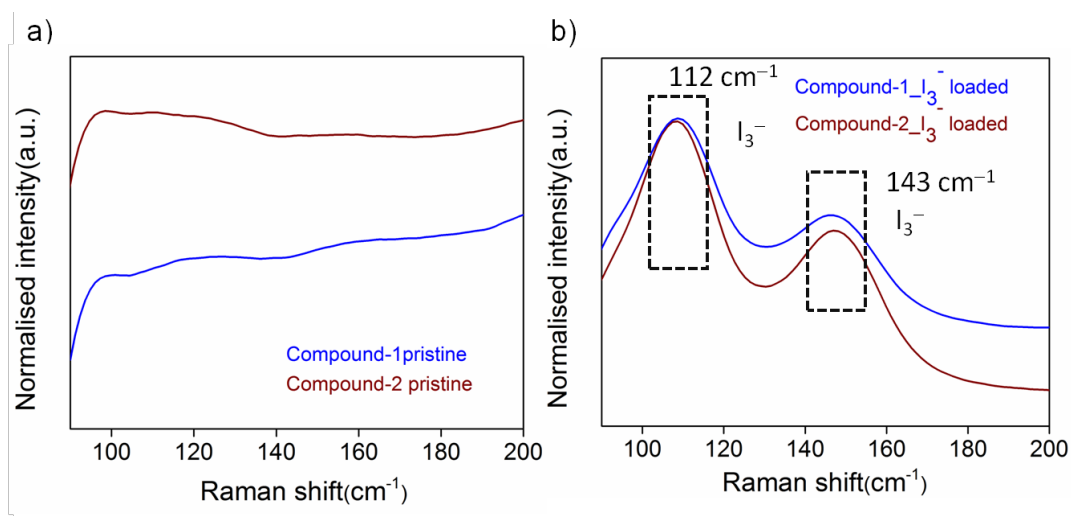 a)
Normalised intensity(a.u.)
Compound-1pristine
Compound-2 pristine
100 120 140 160 180 200
Raman shift(cm⁻¹)
b)
Normalised intensity(a.u.)
112 cm⁻¹
I₃⁻
Compound-1_I₃⁻ loaded
Compound-2_I₃⁻ loaded
143 cm⁻¹
I₃⁻
100 120 140 160 180 200
Raman shift(cm⁻¹)